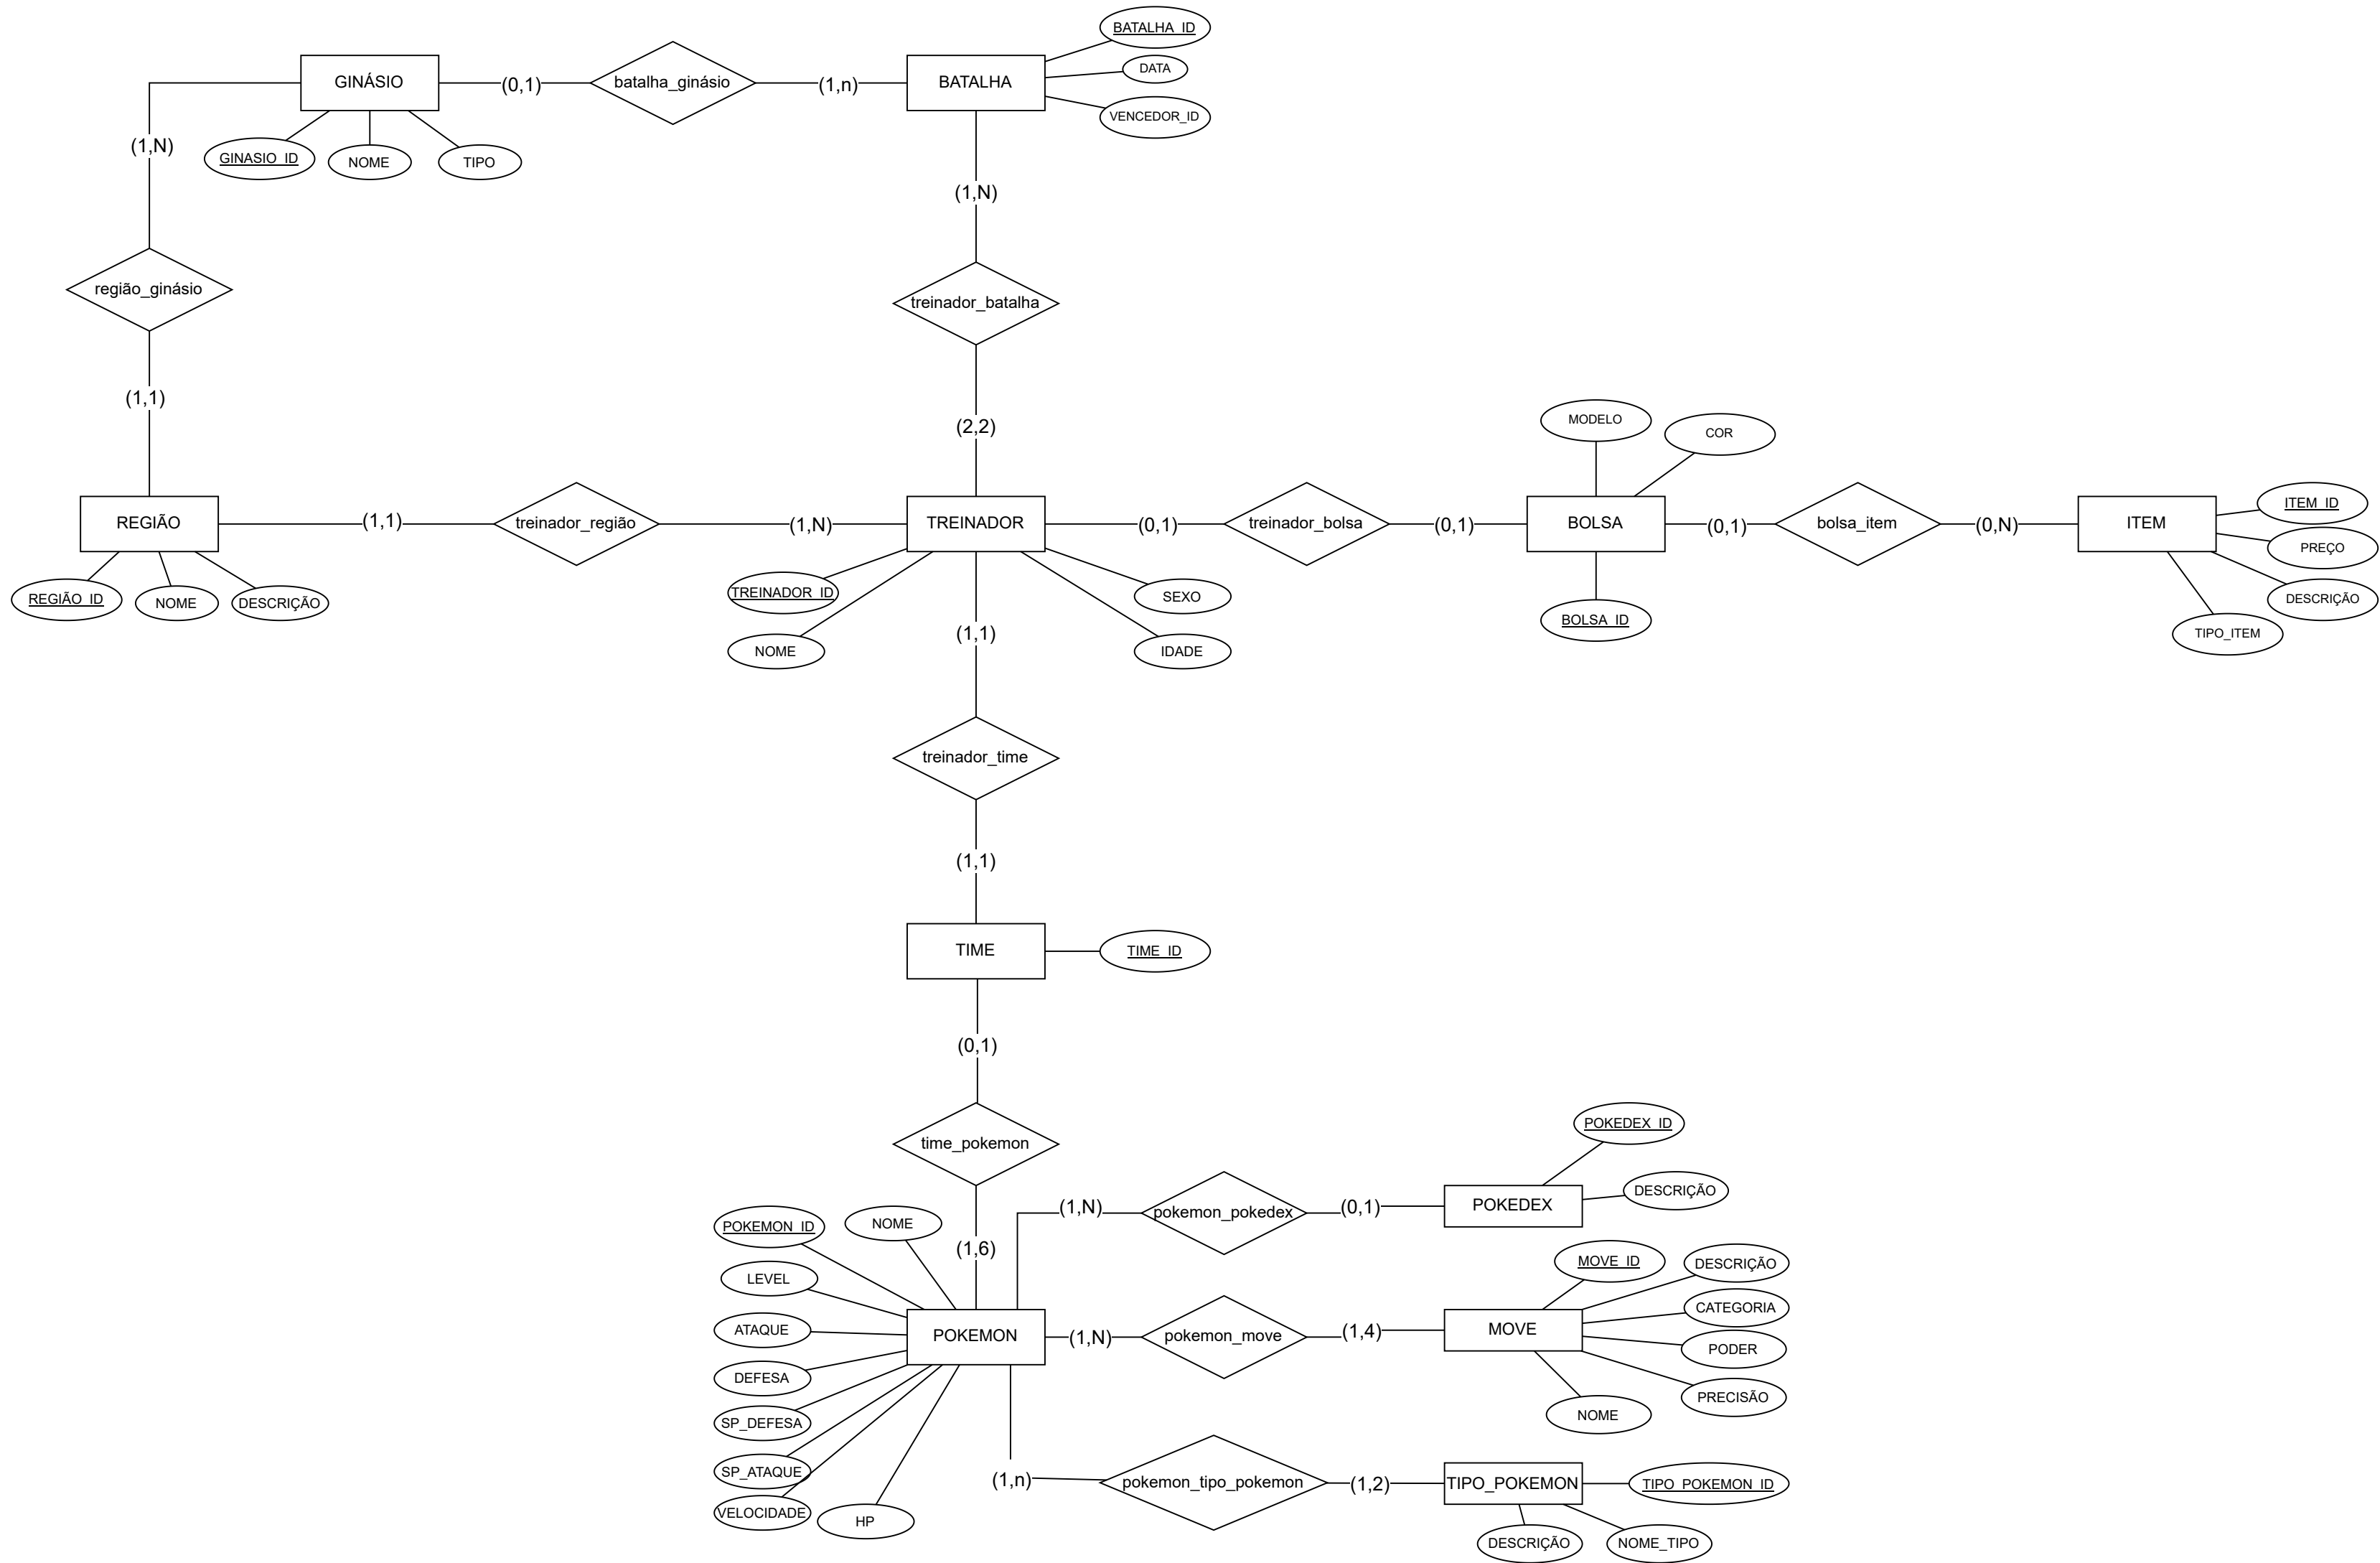 BATALHA_ID
GINÁSIO
(0,1)
batalha_ginásio
(1,n)
BATALHA
DATA
VENCEDOR_ID
(1,N)
GINASIO_ID
NOME
TIPO
(1,N)
região_ginásio
treinador_batalha
(1,1)
(2,2)
MODELO
COR
REGIÃO
(1,1)
treinador_região
(1,N)
TREINADOR
(0,1)
treinador_bolsa
(0,1)
BOLSA
(0,1)
bolsa_item
(0,N)
ITEM
ITEM_ID
PREÇO
DESCRIÇÃO
TIPO_ITEM
REGIÃO_ID
NOME
DESCRIÇÃO
TREINADOR_ID
NOME
SEXO
IDADE
BOLSA_ID
(1,1)
treinador_time
(1,1)
TIME
TIME_ID
(0,1)
time_pokemon
(1,6)
POKEDEX_ID
(1,N)
pokemon_pokedex
(0,1)
POKEDEX
DESCRIÇÃO
POKEMON_ID
NOME
LEVEL
ATAQUE
DEFESA
SP_DEFESA
SP_ATAQUE
VELOCIDADE
HP
POKEMON
(1,N)
pokemon_move
(1,4)
MOVE
MOVE_ID
DESCRIÇÃO
CATEGORIA
PODER
PRECISÃO
NOME
(1,n)
pokemon_tipo_pokemon
(1,2)
TIPO_POKEMON
TIPO_POKEMON_ID
DESCRIÇÃO
NOME_TIPO